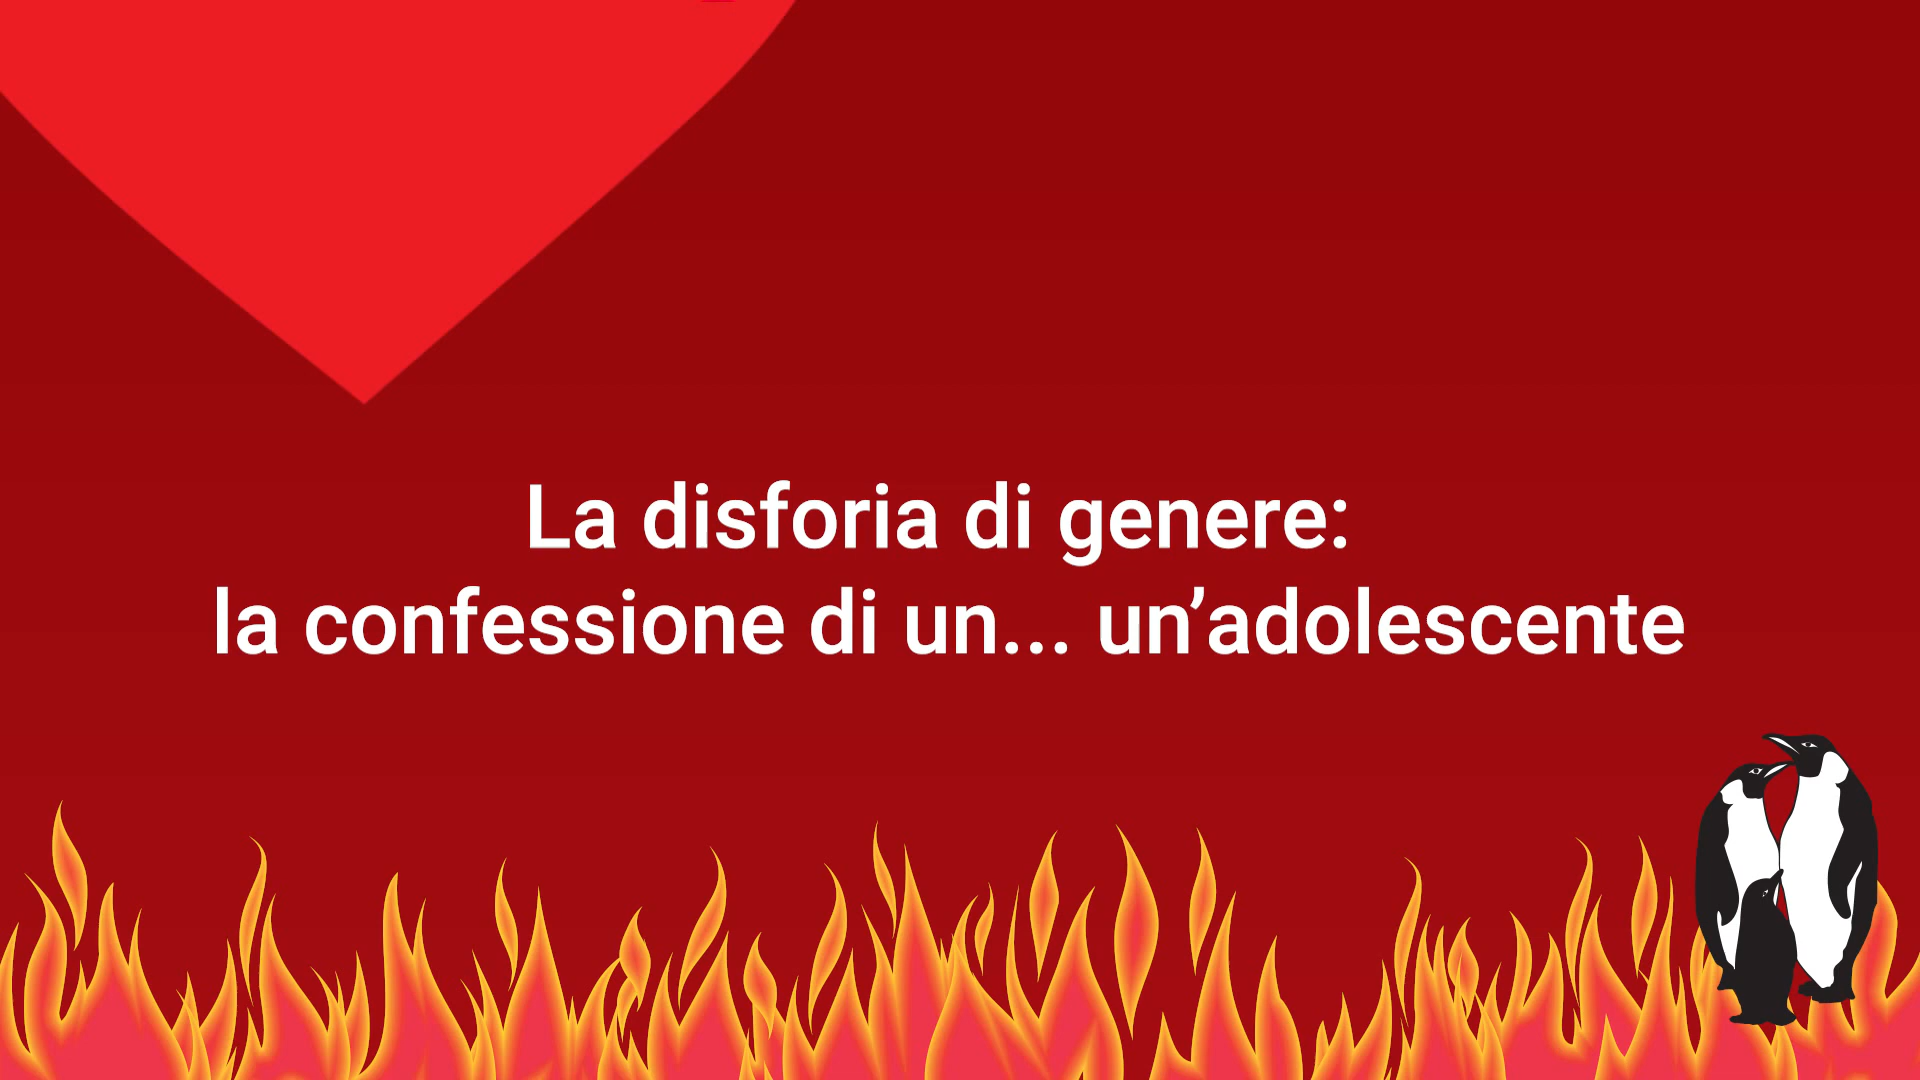 La disforia di genere:
la confessione di un... un’adolescente